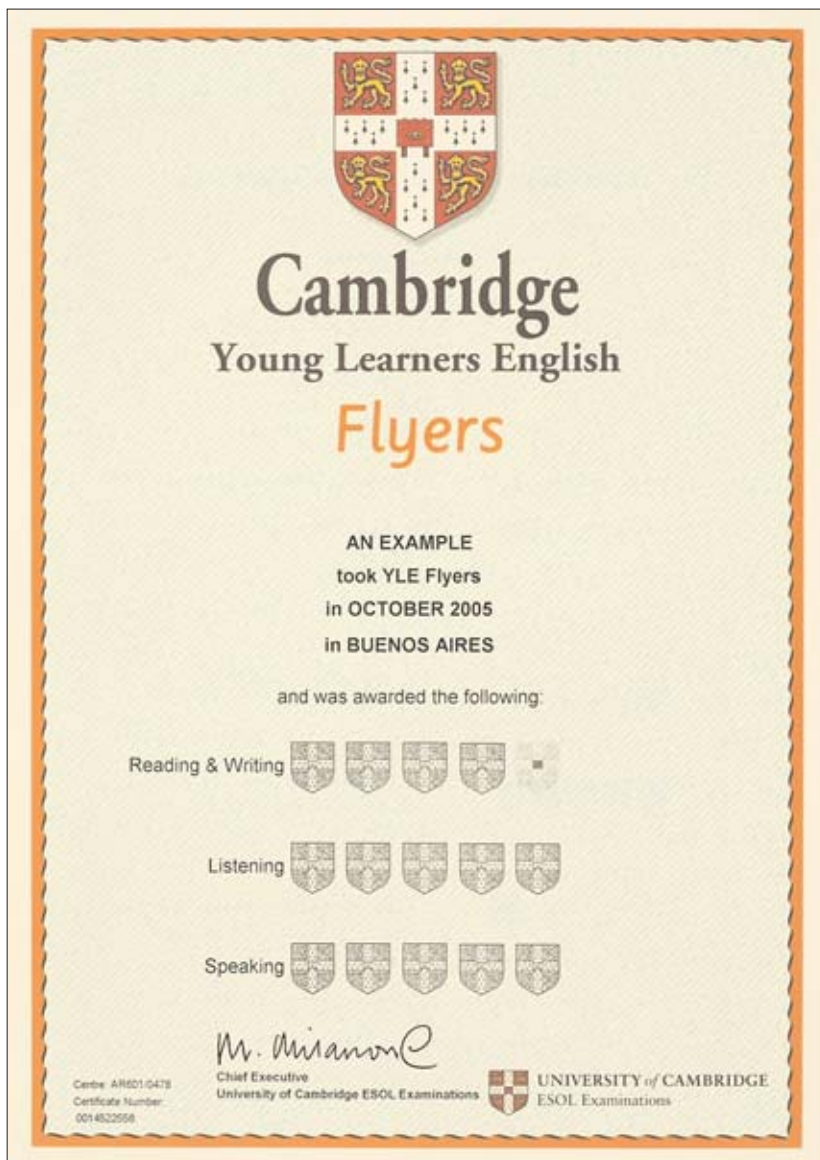 Cambridge
Young Learners English
Flyers
AN EXAMPLE
took YLE Flyers
in OCTOBER 2005
in BUENOS AIRES
and was awarded the following:
Reading & Writing
Listening
Speaking
Chief Executive
University of Cambridge ESOL Examinations
Centre: AR601/0478
Certificate Number:
UNIVERSITY of CAMBRIDGE
ESOL Examinations